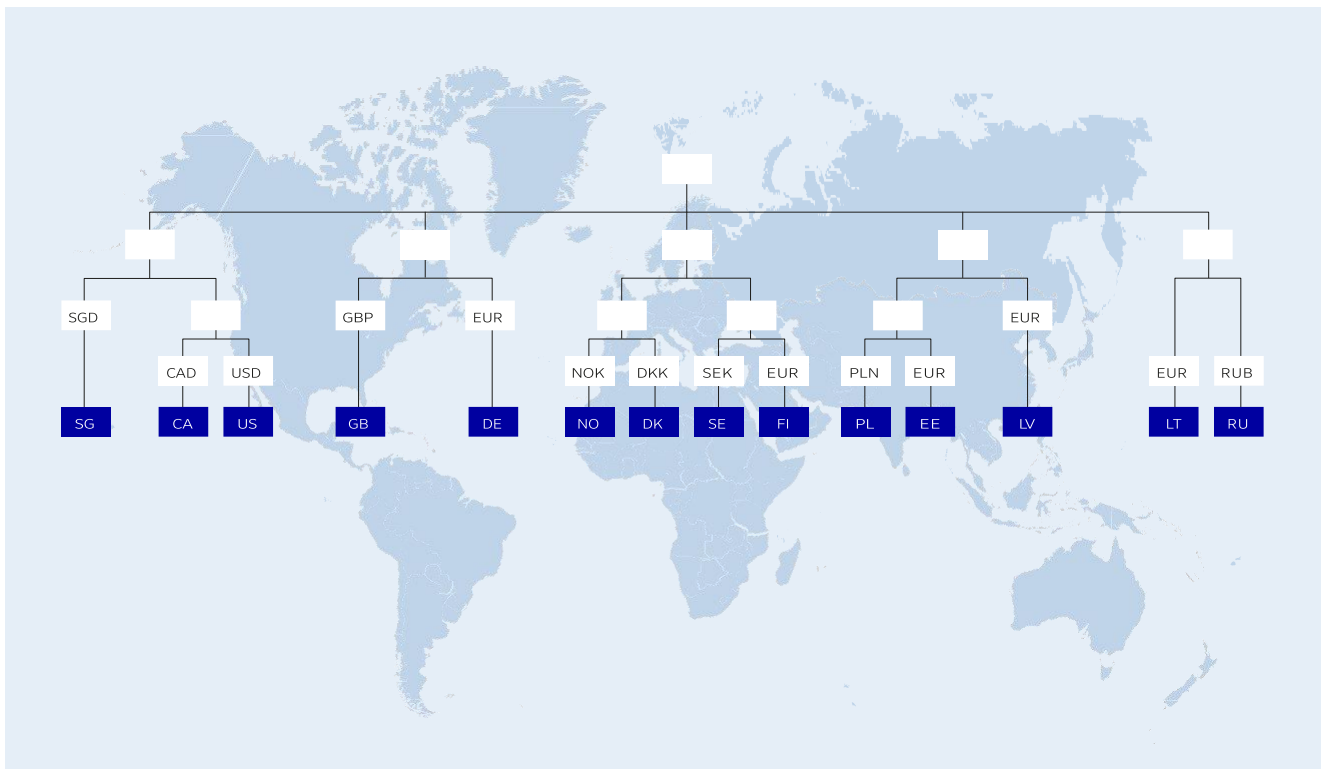 SGD GBP EUR EUR
CAD USD NOK DKK SEK EUR PLN EUR EUR RUB
SG CA US GB DE NO DK SE FI PL EE LV LT RU